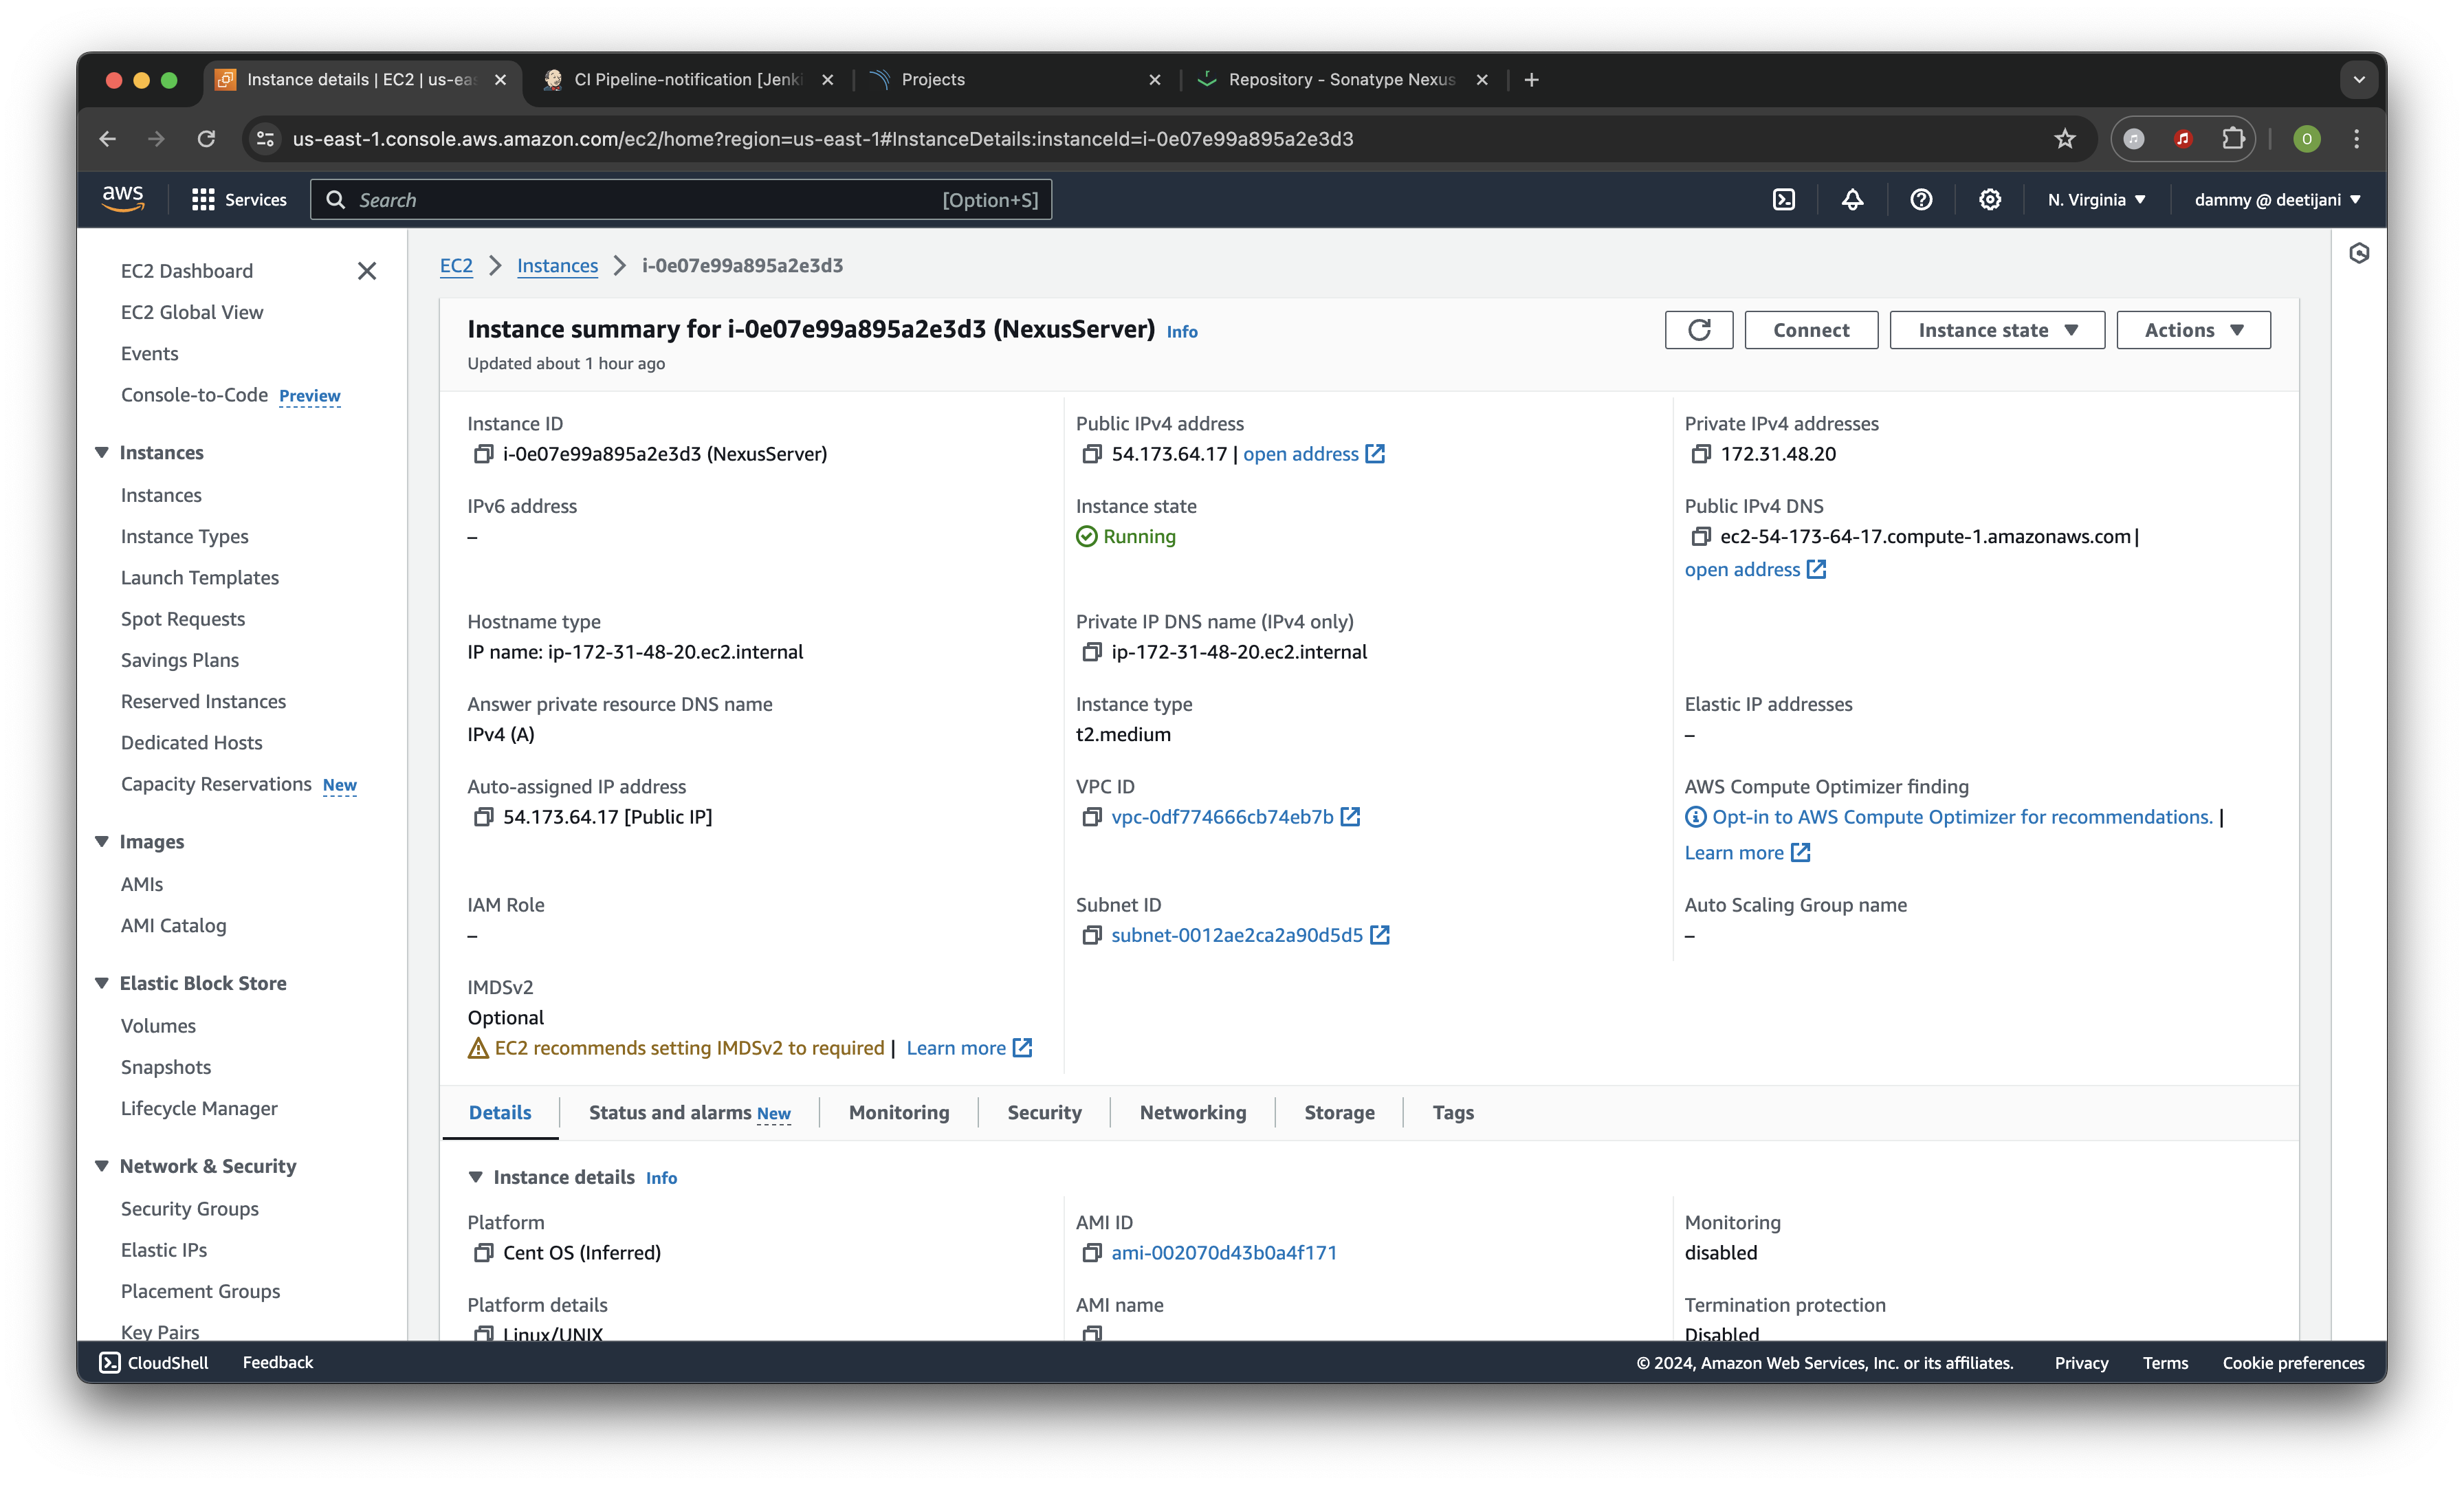 Instance details | EC2 | us-eas
CI Pipeline-notification [Jenki
Projects
Repository - Sonatype Nexus
us-east-1.console.aws.amazon.com/ec2/home?region=us-east-1#InstanceDetails:instanceId=i-0e07e99a895a2e3d3
O
aws
Services
Search
[Option+S]
N. Virginia
dammy @ deetijani
EC2 Dashboard
EC2 Global View
Events
Console-to-Code Preview
Instances
Instances
Instance Types
Launch Templates
Spot Requests
Savings Plans
Reserved Instances
Dedicated Hosts
Capacity Reservations New
Images
AMIs
AMI Catalog
Elastic Block Store
Volumes
Snapshots
Lifecycle Manager
Network & Security
Security Groups
Elastic IPs
Placement Groups
Key Pairs
EC2 > Instances > i-0e07e99a895a2e3d3
Instance summary for i-0e07e99a895a2e3d3 (NexusServer) Info
Updated about 1 hour ago
Connect
Instance state
Actions
Instance ID
i-0e07e99a895a2e3d3 (NexusServer)
Public IPv4 address
54.173.64.17 | open address
Private IPv4 addresses
172.31.48.20
IPv6 address
–
Instance state
Running
Public IPv4 DNS
ec2-54-173-64-17.compute-1.amazonaws.com |
open address
Hostname type
IP name: ip-172-31-48-20.ec2.internal
Private IP DNS name (IPv4 only)
ip-172-31-48-20.ec2.internal
Answer private resource DNS name
IPv4 (A)
Instance type
t2.medium
Elastic IP addresses
–
Auto-assigned IP address
54.173.64.17 [Public IP]
VPC ID
vpc-0df774666cb74eb7b
AWS Compute Optimizer finding
Opt-in to AWS Compute Optimizer for recommendations. |
Learn more
IAM Role
–
Subnet ID
subnet-0012ae2ca2a90d5d5
Auto Scaling Group name
–
IMDSv2
Optional
EC2 recommends setting IMDSv2 to required | Learn more
Details
Status and alarms New
Monitoring
Security
Networking
Storage
Tags
Instance details Info
Platform
Cent OS (Inferred)
AMI ID
ami-002070d43b0a4f171
Monitoring
disabled
Platform details
Linux/UNIX
AMI name
Termination protection
Disabled
CloudShell
Feedback
© 2024, Amazon Web Services, Inc. or its affiliates.
Privacy
Terms
Cookie preferences